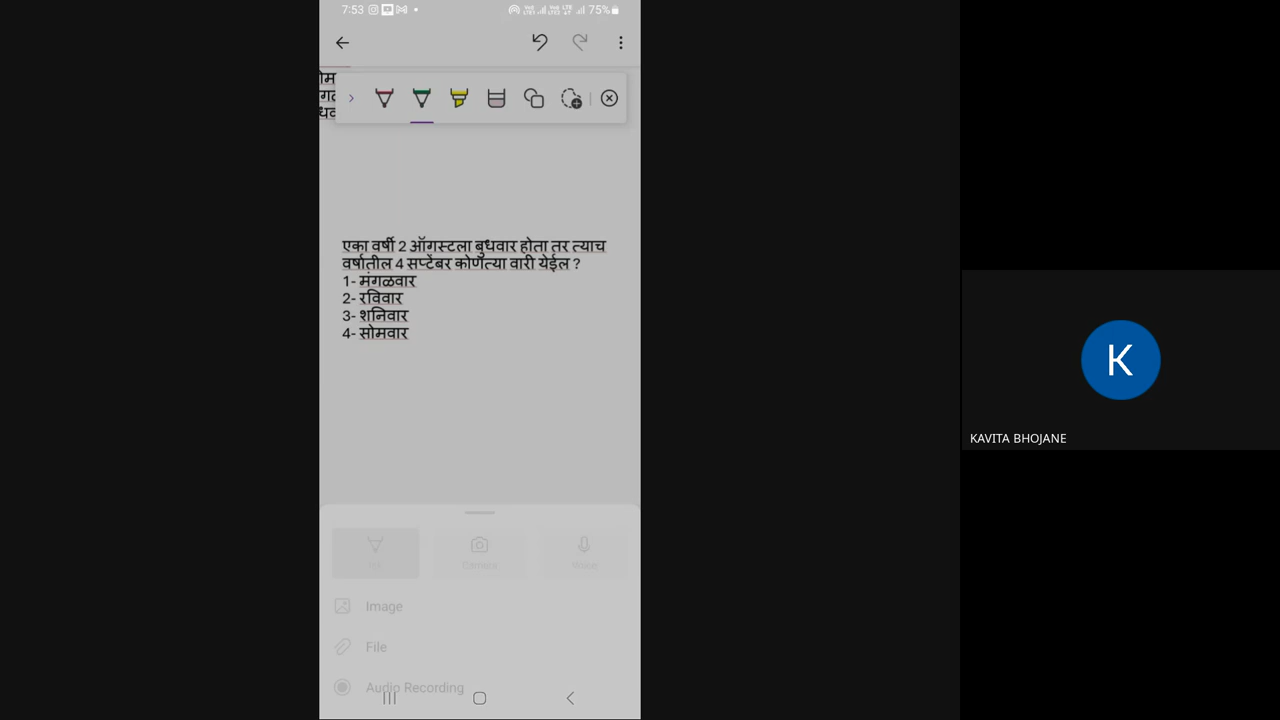 7:53
75%
एका वर्षी 2 ऑगस्टला बुधवार होता तर त्याच
वर्षातील 4 सप्टेंबर कोणत्या वारी येईल ?
1- मंगळवार
2- रविवार
3- शनिवार
4- सोमवार
Camera
Image
File
Audio Recording
K
KAVITA BHOJANE